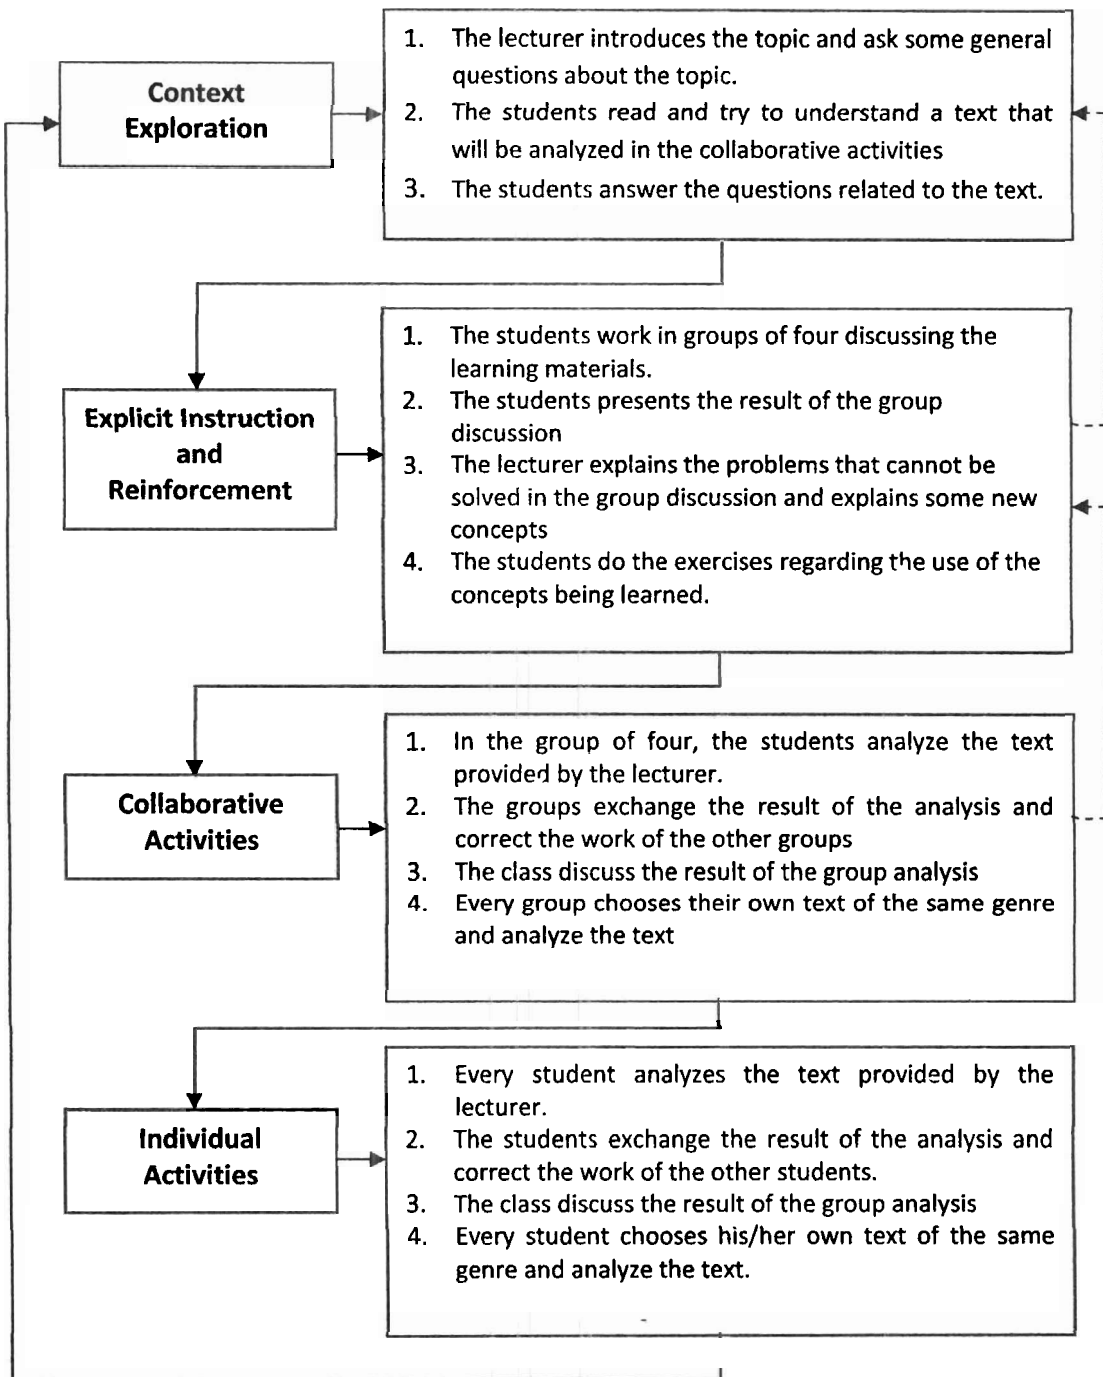 Context
Exploration
1. The lecturer introduces the topic and ask some general
questions about the topic.
2. The students read and try to understand a text that
will be analyzed in the collaborative activities
3. The students answer the questions related to the text.
Explicit Instruction
and
Reinforcement
1. The students work in groups of four discussing the
learning materials.
2. The students presents the result of the group
discussion
3. The lecturer explains the problems that cannot be
solved in the group discussion and explains some new
concepts
4. The students do the exercises regarding the use of the
concepts being learned.
Collaborative
Activities
1. In the group of four, the students analyze the text
provided by the lecturer.
2. The groups exchange the result of the analysis and
correct the work of the other groups
3. The class discuss the result of the group analysis
4. Every group chooses their own text of the same genre
and analyze the text
Individual
Activities
1. Every student analyzes the text provided by the
lecturer.
2. The students exchange the result of the analysis and
correct the work of the other students.
3. The class discuss the result of the group analysis
4. Every student chooses his/her own text of the same
genre and analyze the text.